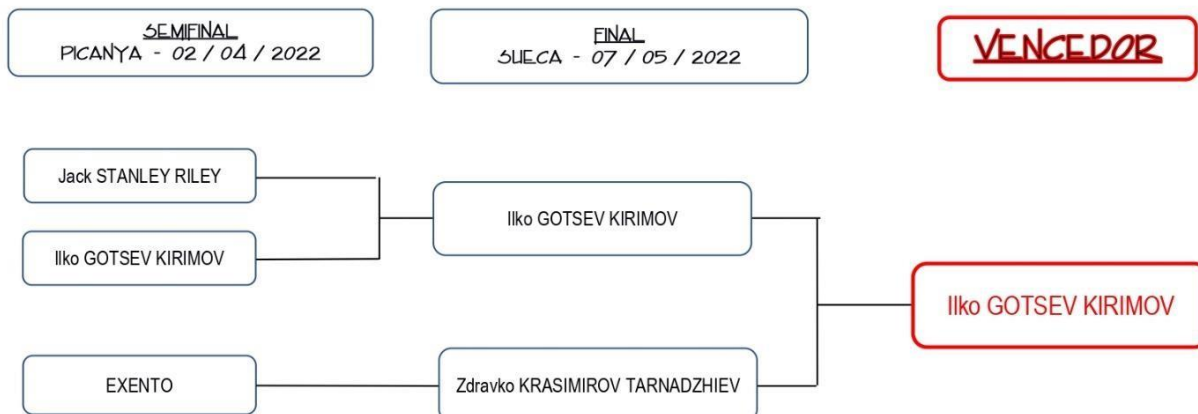 SEMIFINAL
PICANYA - 02 / 04 / 2022
FINAL
SUECA - 07 / 05 / 2022
VENCEDOR
Jack STANLEY RILEY
Ilko GOTSEV KIRIMOV
EXENTO
Ilko GOTSEV KIRIMOV
Zdravko KRASIMIROV TARNADZHIEV
Ilko GOTSEV KIRIMOV